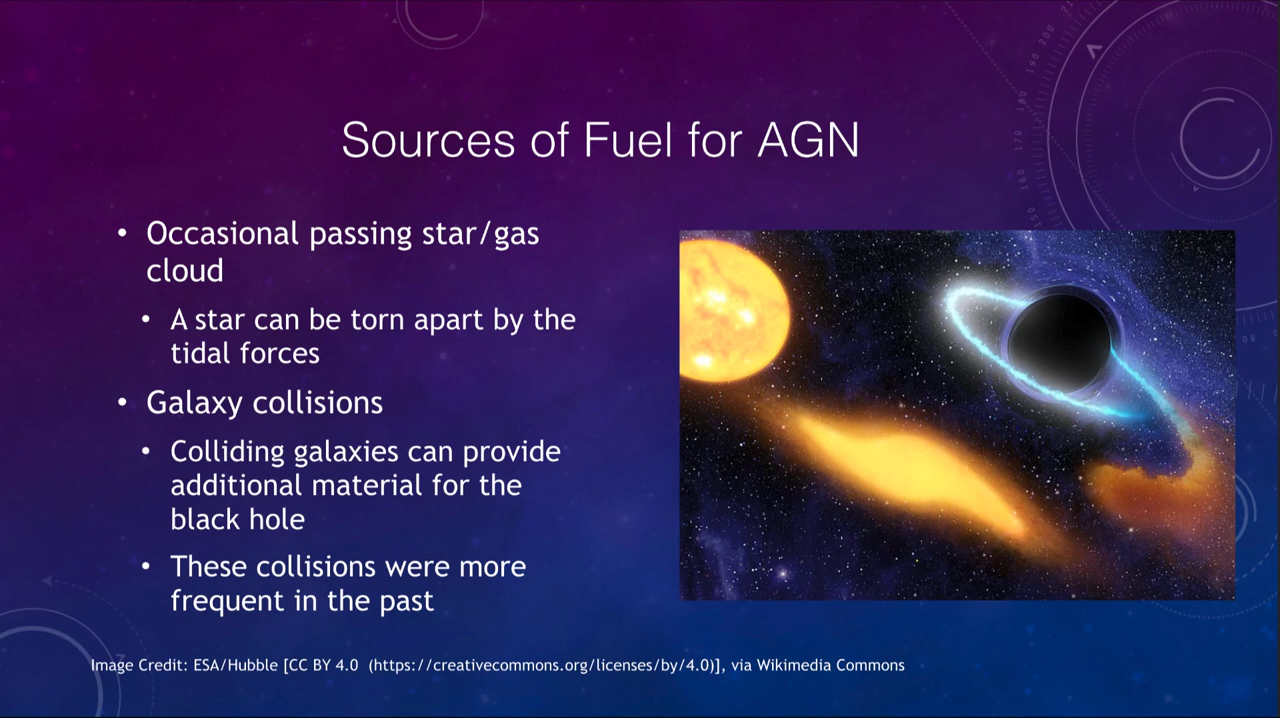 Sources of Fuel for AGN
• Occasional passing star/gas
cloud
• A star can be torn apart by the
tidal forces
• Galaxy collisions
• Colliding galaxies can provide
additional material for the
black hole
• These collisions were more
frequent in the past
Image Credit: ESA/Hubble [CC BY 4.0 (https://creativecommons.org/licenses/by/4.0)], via Wikimedia Commons